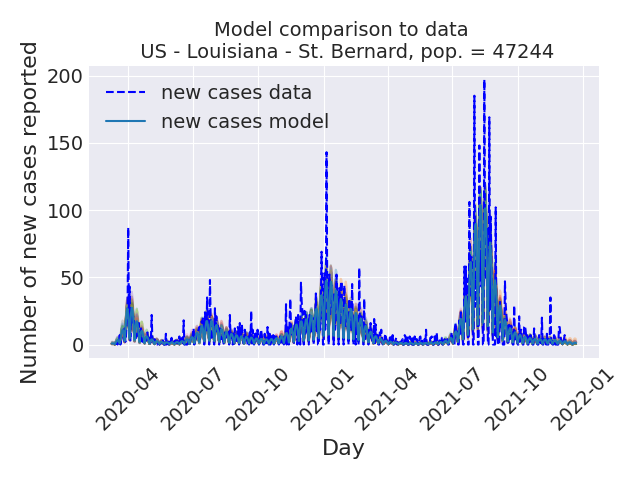 Model comparison to data
US - Louisiana - St. Bernard, pop. = 47244
Number of new cases reported
200
150
100
50
0
new cases data
new cases model
2020-04
2020-07
2020-10
2021-01
2021-04
2021-07
2021-10
2022-01
Day